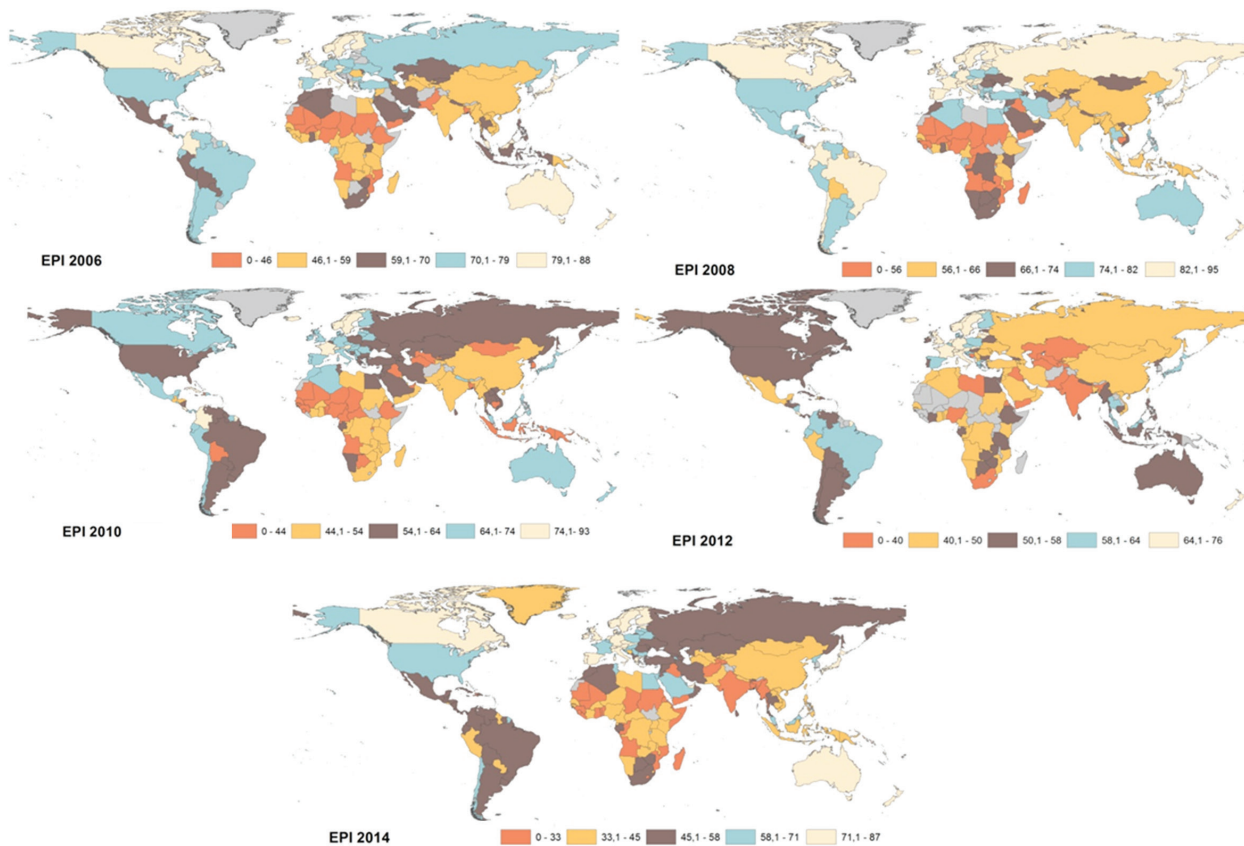 EPI 2006 0 - 46 46,1 - 59 59,1 - 70 70,1 - 79 79,1 - 88
EPI 2008 0 - 56 56,1 - 66 66,1 - 74 74,1 - 82 82,1 - 95
EPI 2010 0 - 44 44,1 - 54 54,1 - 64 64,1 - 74 74,1 - 93
EPI 2012 0 - 40 40,1 - 50 50,1 - 58 58,1 - 64 64,1 - 76
EPI 2014 0 - 33 33,1 - 45 45,1 - 58 58,1 - 71 71,1 - 87